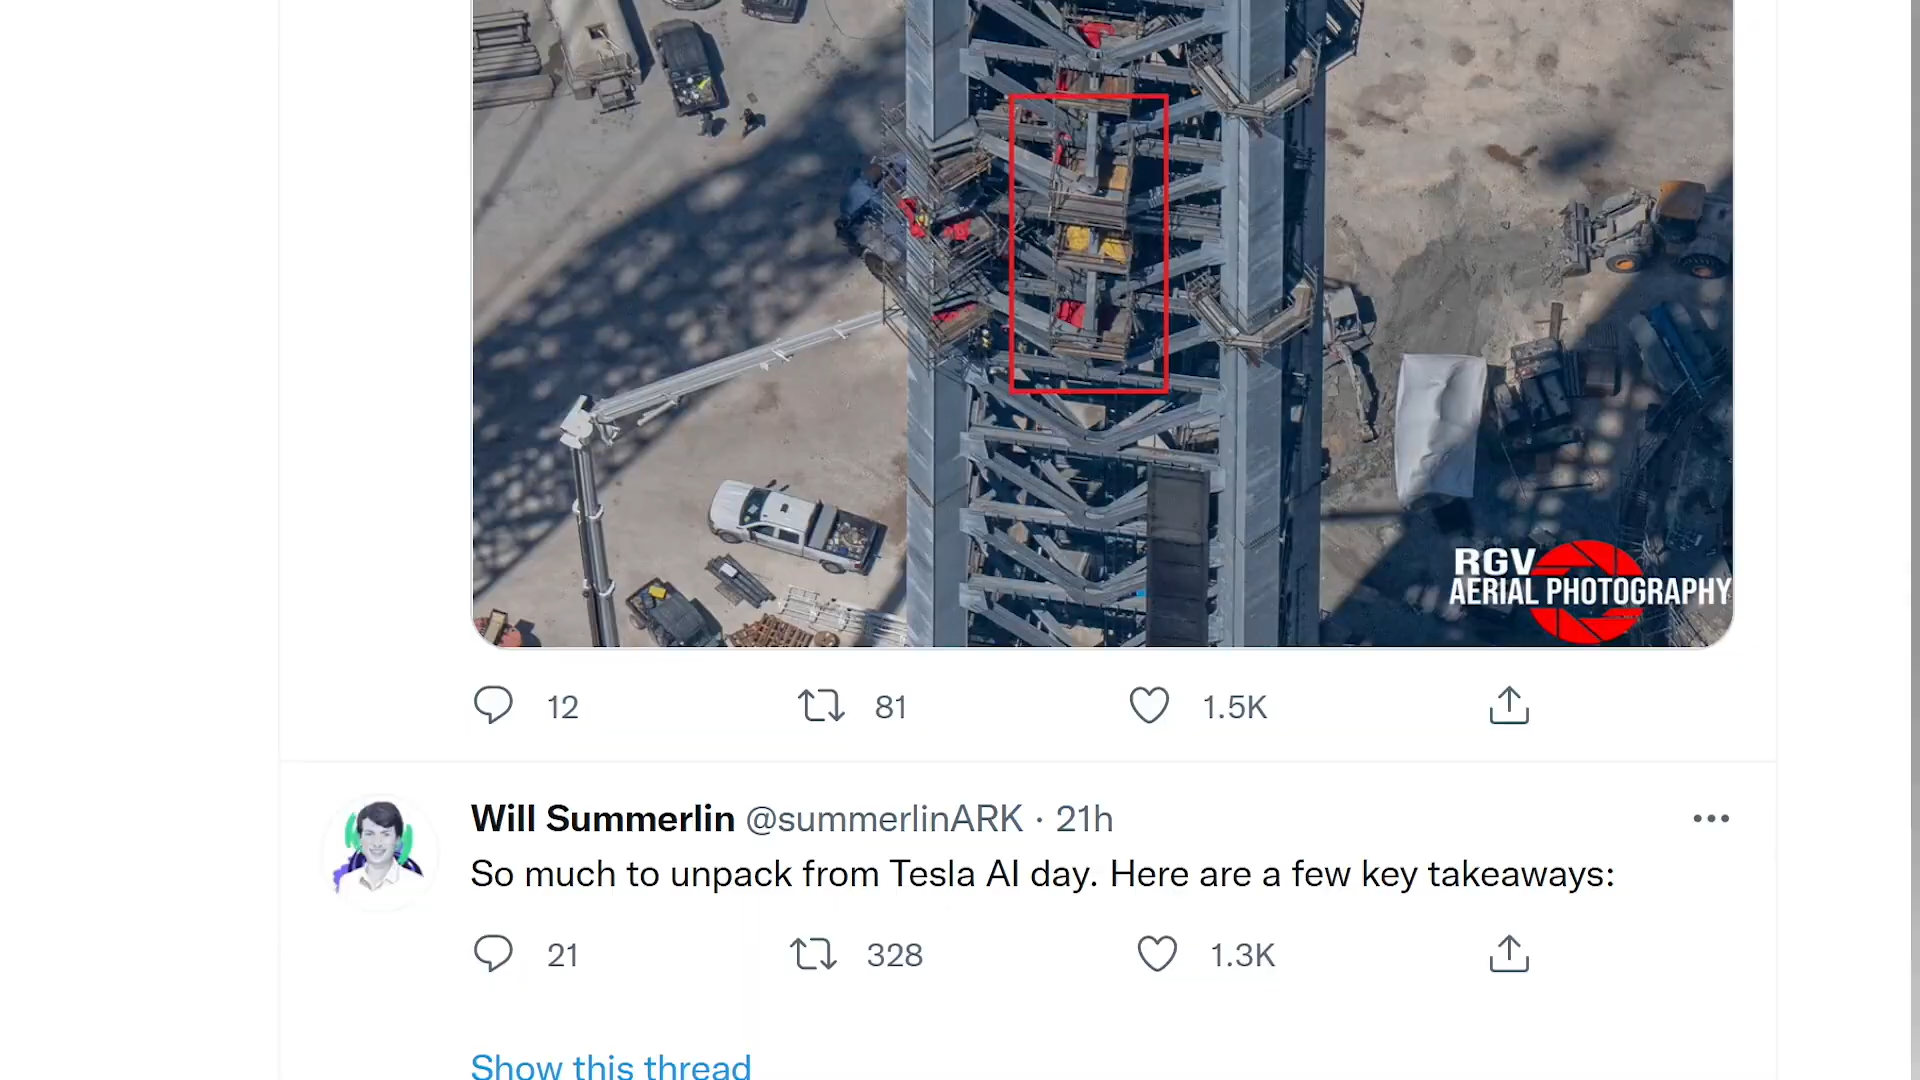 RGV
AERIAL PHOTOGRAPHY
12 81 1.5K
Will Summerlin @summerlinARK · 21h
So much to unpack from Tesla AI day. Here are a few key takeaways:
21 328 1.3K
Show this thread